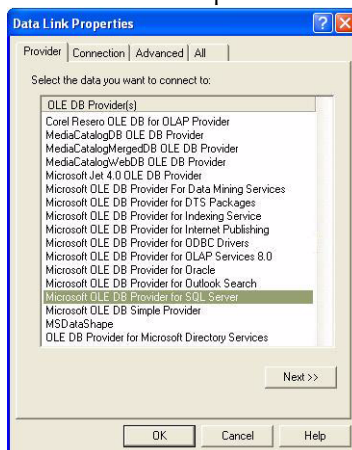 Data Link Properties
Provider Connection Advanced All
Select the data you want to connect to:
OLE DB Provider(s)
Corel Resero OLE DB for OLAP Provider
MediaCatalogDB OLE DB Provider
MediaCatalogMergedDB OLE DB Provider
MediaCatalogWebDB OLE DB Provider
Microsoft Jet 4.0 OLE DB Provider
Microsoft OLE DB Provider For Data Mining Services
Microsoft OLE DB Provider for DTS Packages
Microsoft OLE DB Provider for Indexing Service
Microsoft OLE DB Provider for Internet Publishing
Microsoft OLE DB Provider for ODBC Drivers
Microsoft OLE DB Provider for OLAP Services 8.0
Microsoft OLE DB Provider for Oracle
Microsoft OLE DB Provider for Outlook Search
Microsoft OLE DB Provider for SQL Server
Microsoft OLE DB Simple Provider
MSDataShape
OLE DB Provider for Microsoft Directory Services
Next >>
OK Cancel Help